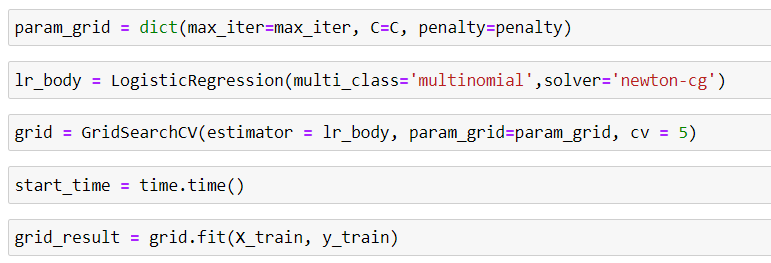 param_grid = dict(max_iter=max_iter, C=C, penalty=penalty)
lr_body = LogisticRegression(multi_class='multinomial',solver='newton-cg')
grid = GridSearchCV(estimator = lr_body, param_grid=param_grid, cv = 5)
start_time = time.time()
grid_result = grid.fit(X_train, y_train)